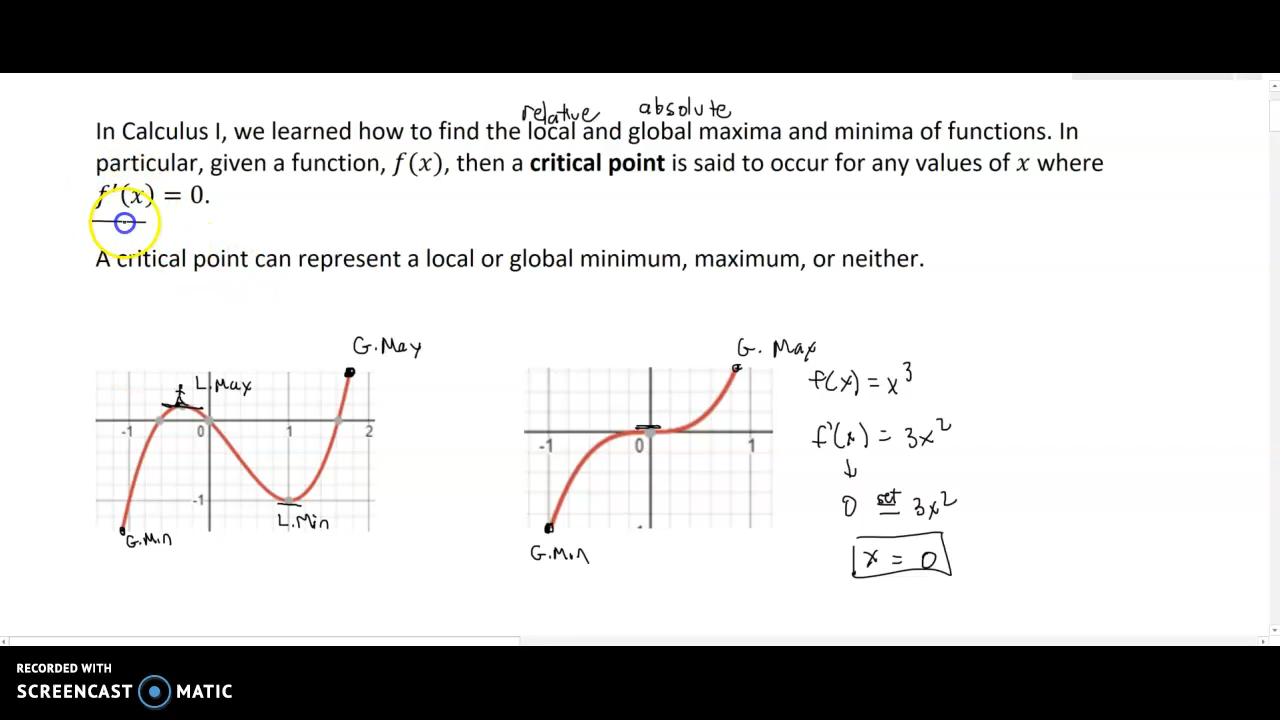 relative absolute
In Calculus I, we learned how to find the local and global maxima and minima of functions. In
particular, given a function, f(x), then a critical point is said to occur for any values of x where
f'(x) = 0.
A critical point can represent a local or global minimum, maximum, or neither.
G. Max
L. Max
-1 0 1 2
-1
L. Min
G. Min
G. Max
-1 0 1
G. Min
f(x) = x³
f'(x) = 3x²
↓
0 set = 3x²
x = 0
RECORDED WITH
SCREENCAST MATIC